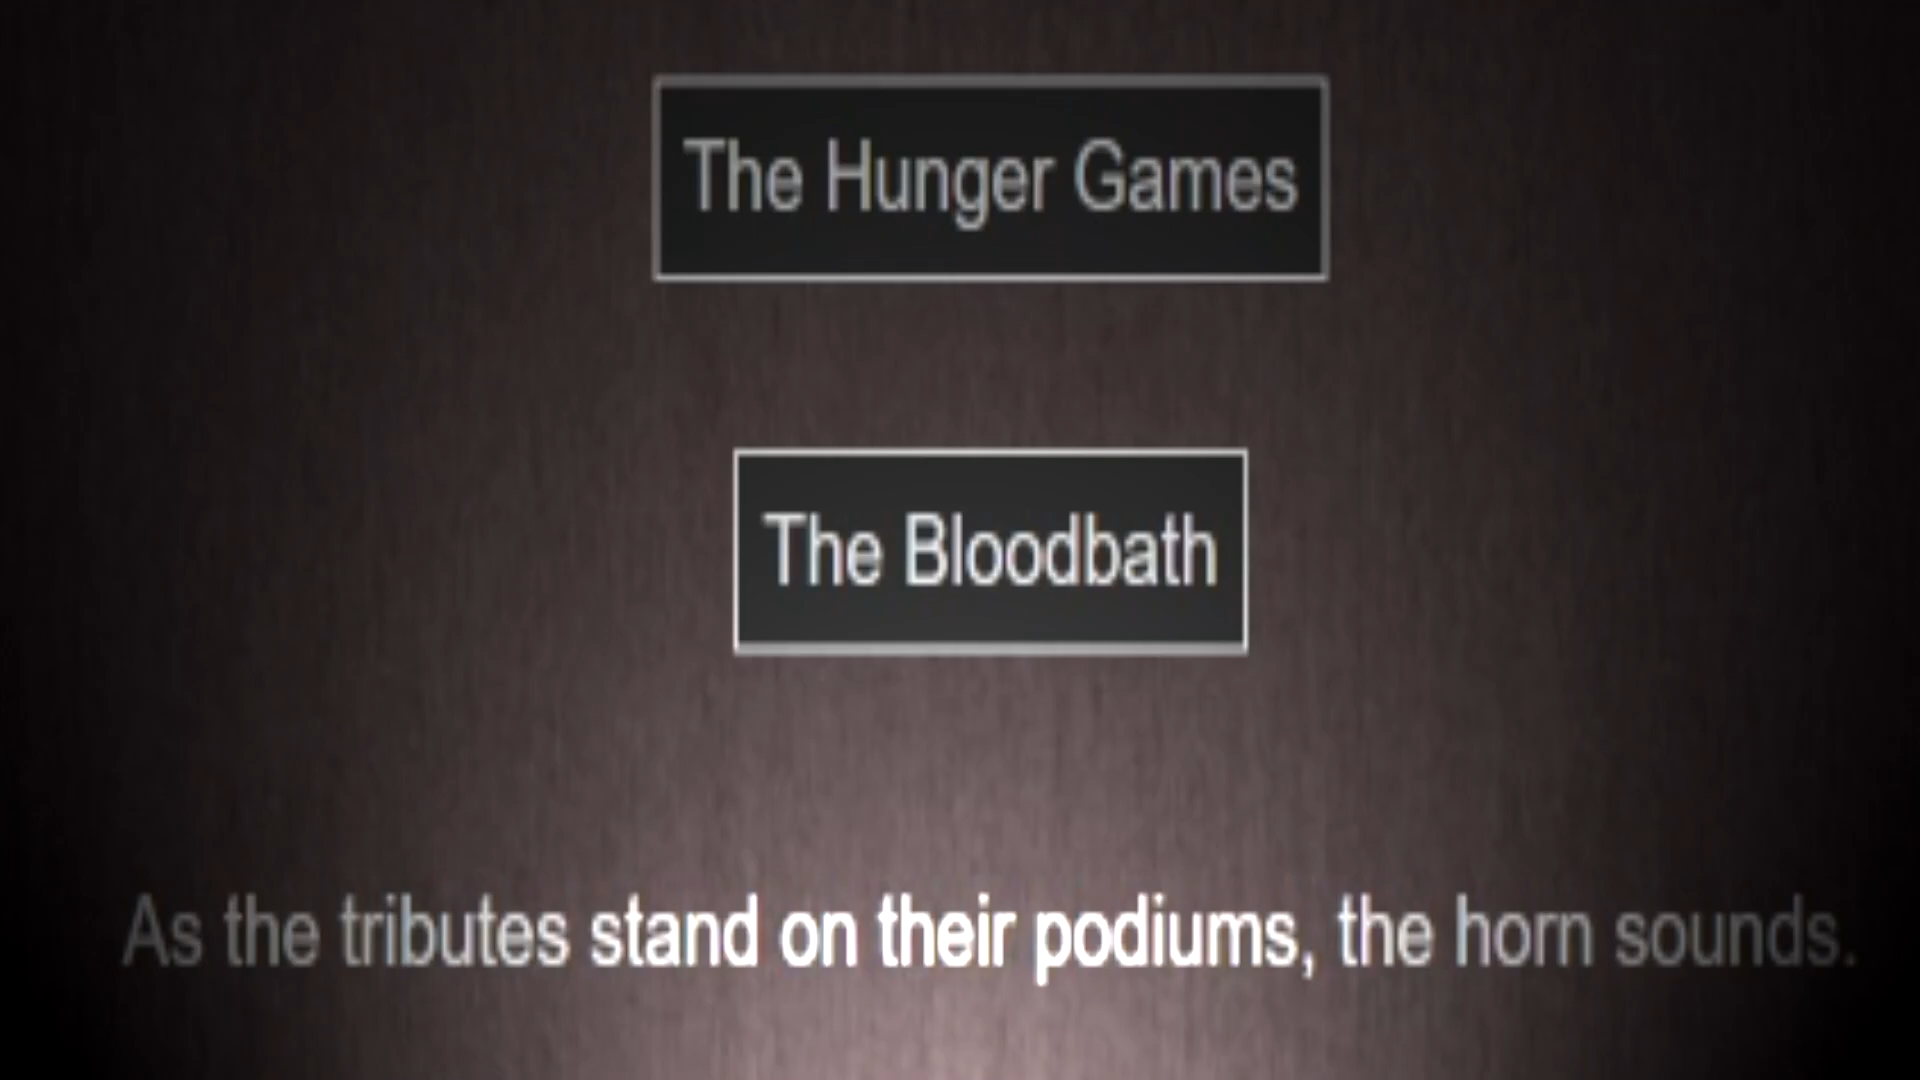 The Hunger Games
The Bloodbath
As the tributes stand on their podiums, the horn sounds.